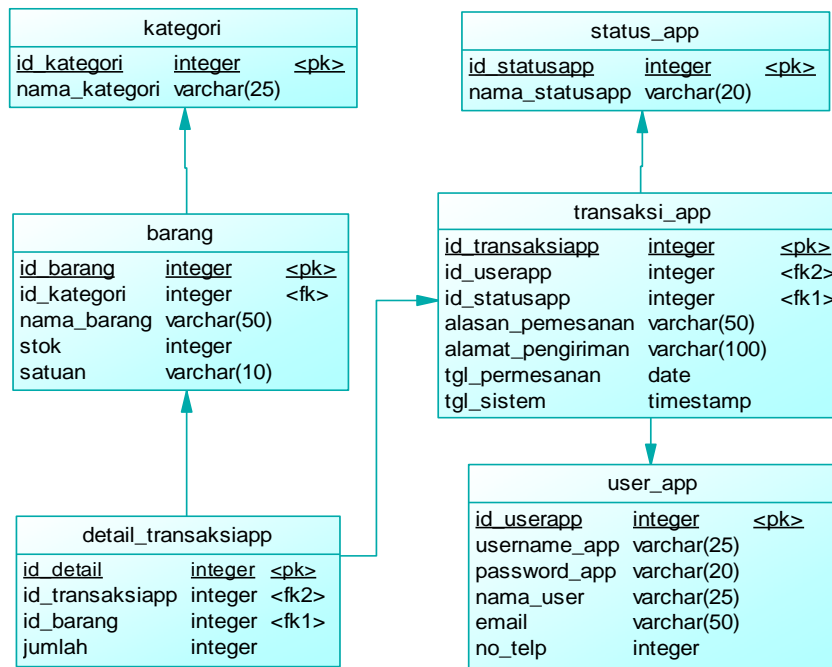 kategori
id_kategori integer <pk>
nama_kategori varchar(25)
status_app
id_statusapp integer <pk>
nama_statusapp varchar(20)
barang
id_barang integer <pk>
id_kategori integer <fk>
nama_barang varchar(50)
stok integer
satuan varchar(10)
transaksi_app
id_transaksiapp integer <pk>
id_userapp integer <fk2>
id_statusapp integer <fk1>
alasan_pemesanan varchar(50)
alamat_pengiriman varchar(100)
tgl_permesanan date
tgl_sistem timestamp
detail_transaksiapp
id_detail integer <pk>
id_transaksiapp integer <fk2>
id_barang integer <fk1>
jumlah integer
user_app
id_userapp integer <pk>
username_app varchar(25)
password_app varchar(20)
nama_user varchar(25)
email varchar(50)
no_telp integer